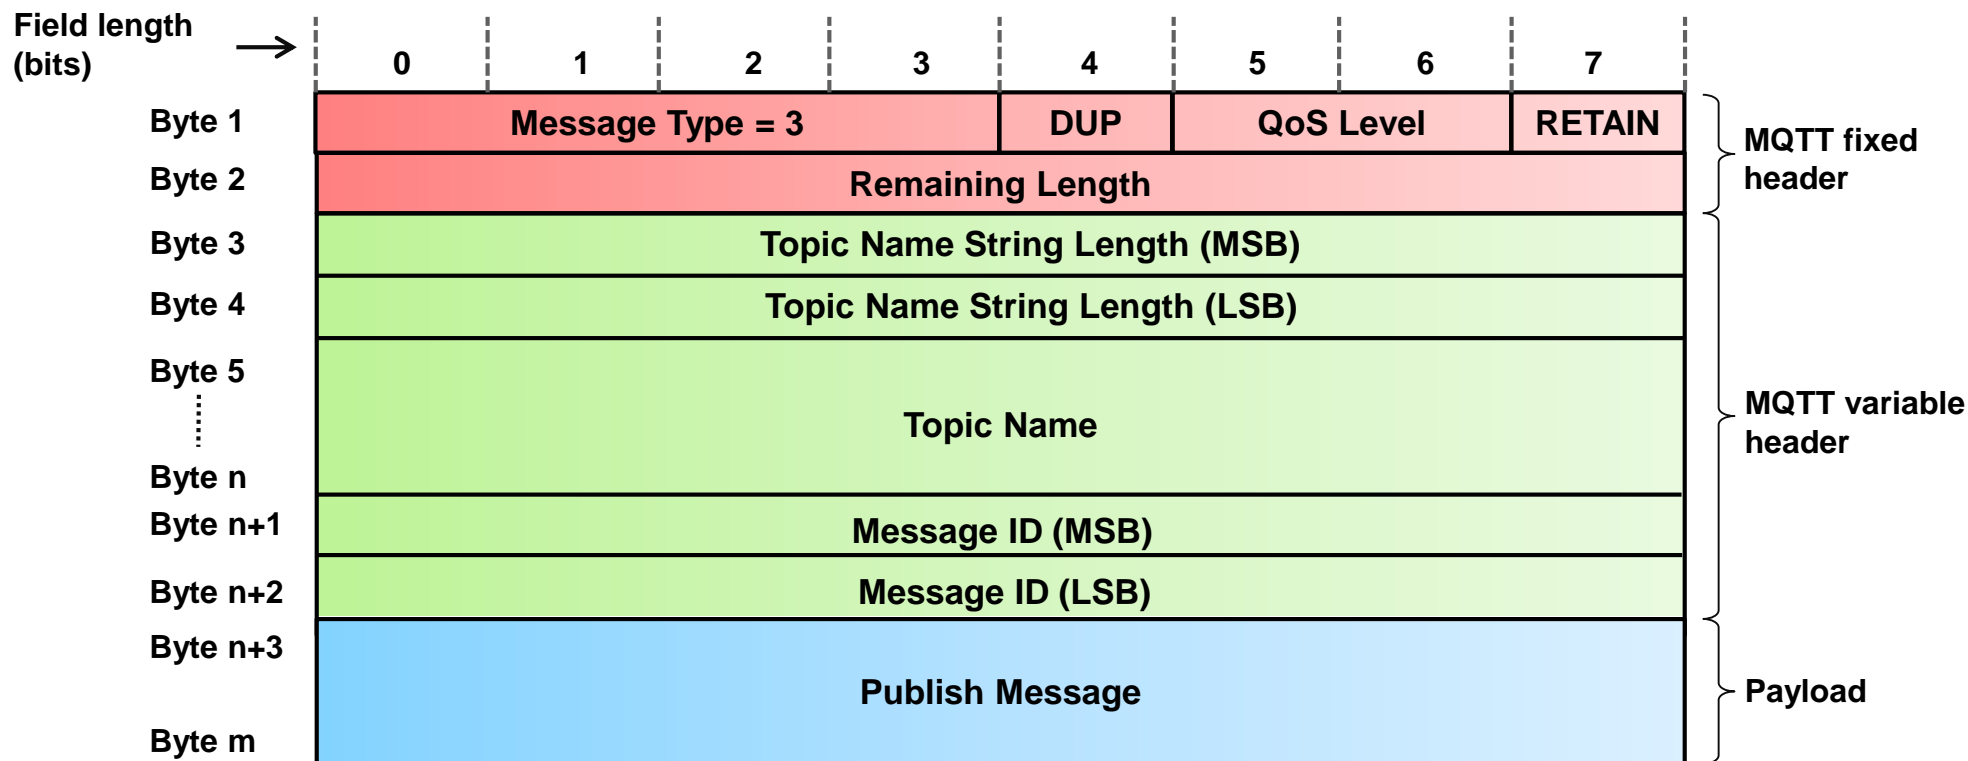 Field length
(bits)
0 1 2 3 4 5 6 7
Byte 1 Message Type = 3 DUP QoS Level RETAIN
MQTT fixed
header
Byte 2 Remaining Length
Byte 3 Topic Name String Length (MSB)
Byte 4 Topic Name String Length (LSB)
Byte 5
Topic Name
MQTT variable
header
Byte n
Byte n+1 Message ID (MSB)
Byte n+2 Message ID (LSB)
Byte n+3
Publish Message
Payload
Byte m